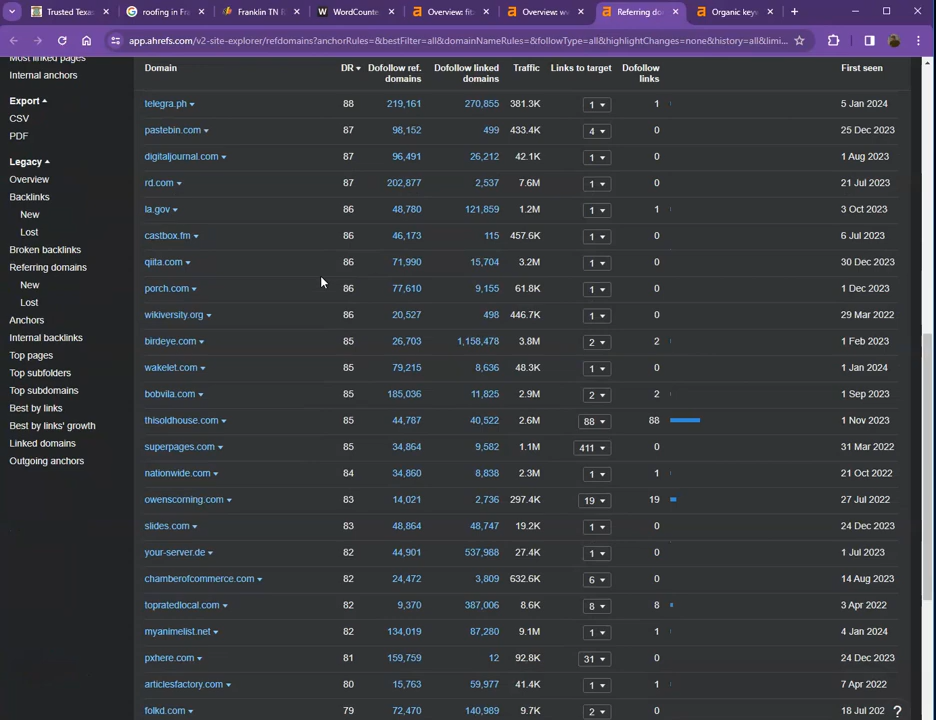 Trusted Texas
roofing in Fra
Franklin TN B
WordCounte
Overview: fit
Overview: ww
Referring do
Organic key
app.ahrefs.com/v2-site-explorer/refdomains?anchorRules=&bestFilter=all&domainNameRules=&followType=all&highlightChanges=none&history=all&limi...
Most linked pages
Internal anchors
Export
CSV
PDF
Legacy
Overview
Backlinks
New
Lost
Broken backlinks
Referring domains
New
Lost
Anchors
Internal backlinks
Top pages
Top subfolders
Top subdomains
Best by links
Best by links' growth
Linked domains
Outgoing anchors
Domain DR Dofollow ref. domains Dofollow linked domains Traffic Links to target Dofollow links First seen
telegra.ph 88 219,161 270,855 381.3K 1 1 5 Jan 2024
pastebin.com 87 98,152 499 433.4K 4 0 25 Dec 2023
digitaljournal.com 87 96,491 26,212 42.1K 1 0 1 Aug 2023
rd.com 87 202,877 2,537 7.6M 1 0 21 Jul 2023
la.gov 86 48,780 121,859 1.2M 1 1 3 Oct 2023
castbox.fm 86 46,173 115 457.6K 1 0 6 Jul 2023
qiita.com 86 71,990 15,704 3.2M 1 0 30 Dec 2023
porch.com 86 77,610 9,155 61.8K 1 0 1 Dec 2023
wikiversity.org 86 20,527 498 446.7K 1 0 29 Mar 2022
birdeye.com 85 26,703 1,158,478 3.8M 2 2 1 Feb 2023
wakelet.com 85 79,215 8,636 48.3K 1 0 1 Jan 2024
bobvila.com 85 185,036 11,825 2.9M 2 2 1 Sep 2023
thisoldhouse.com 85 44,787 40,522 2.6M 88 88 1 Nov 2023
superpages.com 85 34,864 9,582 1.1M 411 0 31 Mar 2022
nationwide.com 84 34,860 8,838 2.3M 1 1 21 Oct 2022
owenscorning.com 83 14,021 2,736 297.4K 19 19 27 Jul 2022
slides.com 83 48,864 48,747 19.2K 1 0 24 Dec 2023
your-server.de 82 44,901 537,988 27.4K 1 0 1 Jul 2023
chamberofcommerce.com 82 24,472 3,809 632.6K 6 0 14 Aug 2023
topratedlocal.com 82 9,370 387,006 8.6K 8 8 3 Apr 2022
myanimelist.net 82 134,019 87,280 9.1M 1 1 4 Jan 2024
pxhere.com 81 159,759 12 92.8K 31 0 24 Dec 2023
articlesfactory.com 80 15,763 59,977 41.4K 1 1 7 Apr 2022
folkd.com 79 72,470 140,989 9.7K 2 0 18 Jul 202
?